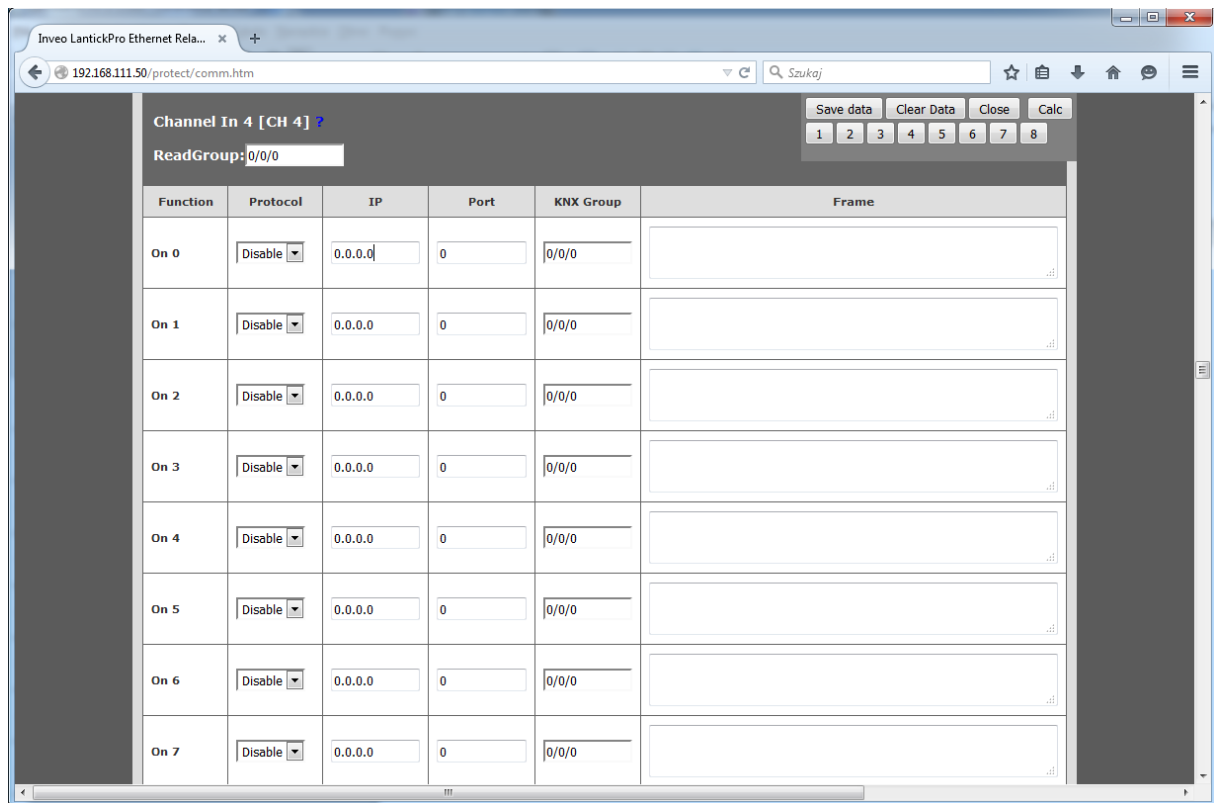 Inveo LantickPro Ethernet Rela...
192.168.111.50/protect/comm.htm
Szukaj
Channel In 4 [CH 4] ?
Save data Clear Data Close Calc
1 2 3 4 5 6 7 8
ReadGroup: 0/0/0
Function Protocol IP Port KNX Group Frame
On 0 Disable 0.0.0.0 0 0/0/0
On 1 Disable 0.0.0.0 0 0/0/0
On 2 Disable 0.0.0.0 0 0/0/0
On 3 Disable 0.0.0.0 0 0/0/0
On 4 Disable 0.0.0.0 0 0/0/0
On 5 Disable 0.0.0.0 0 0/0/0
On 6 Disable 0.0.0.0 0 0/0/0
On 7 Disable 0.0.0.0 0 0/0/0